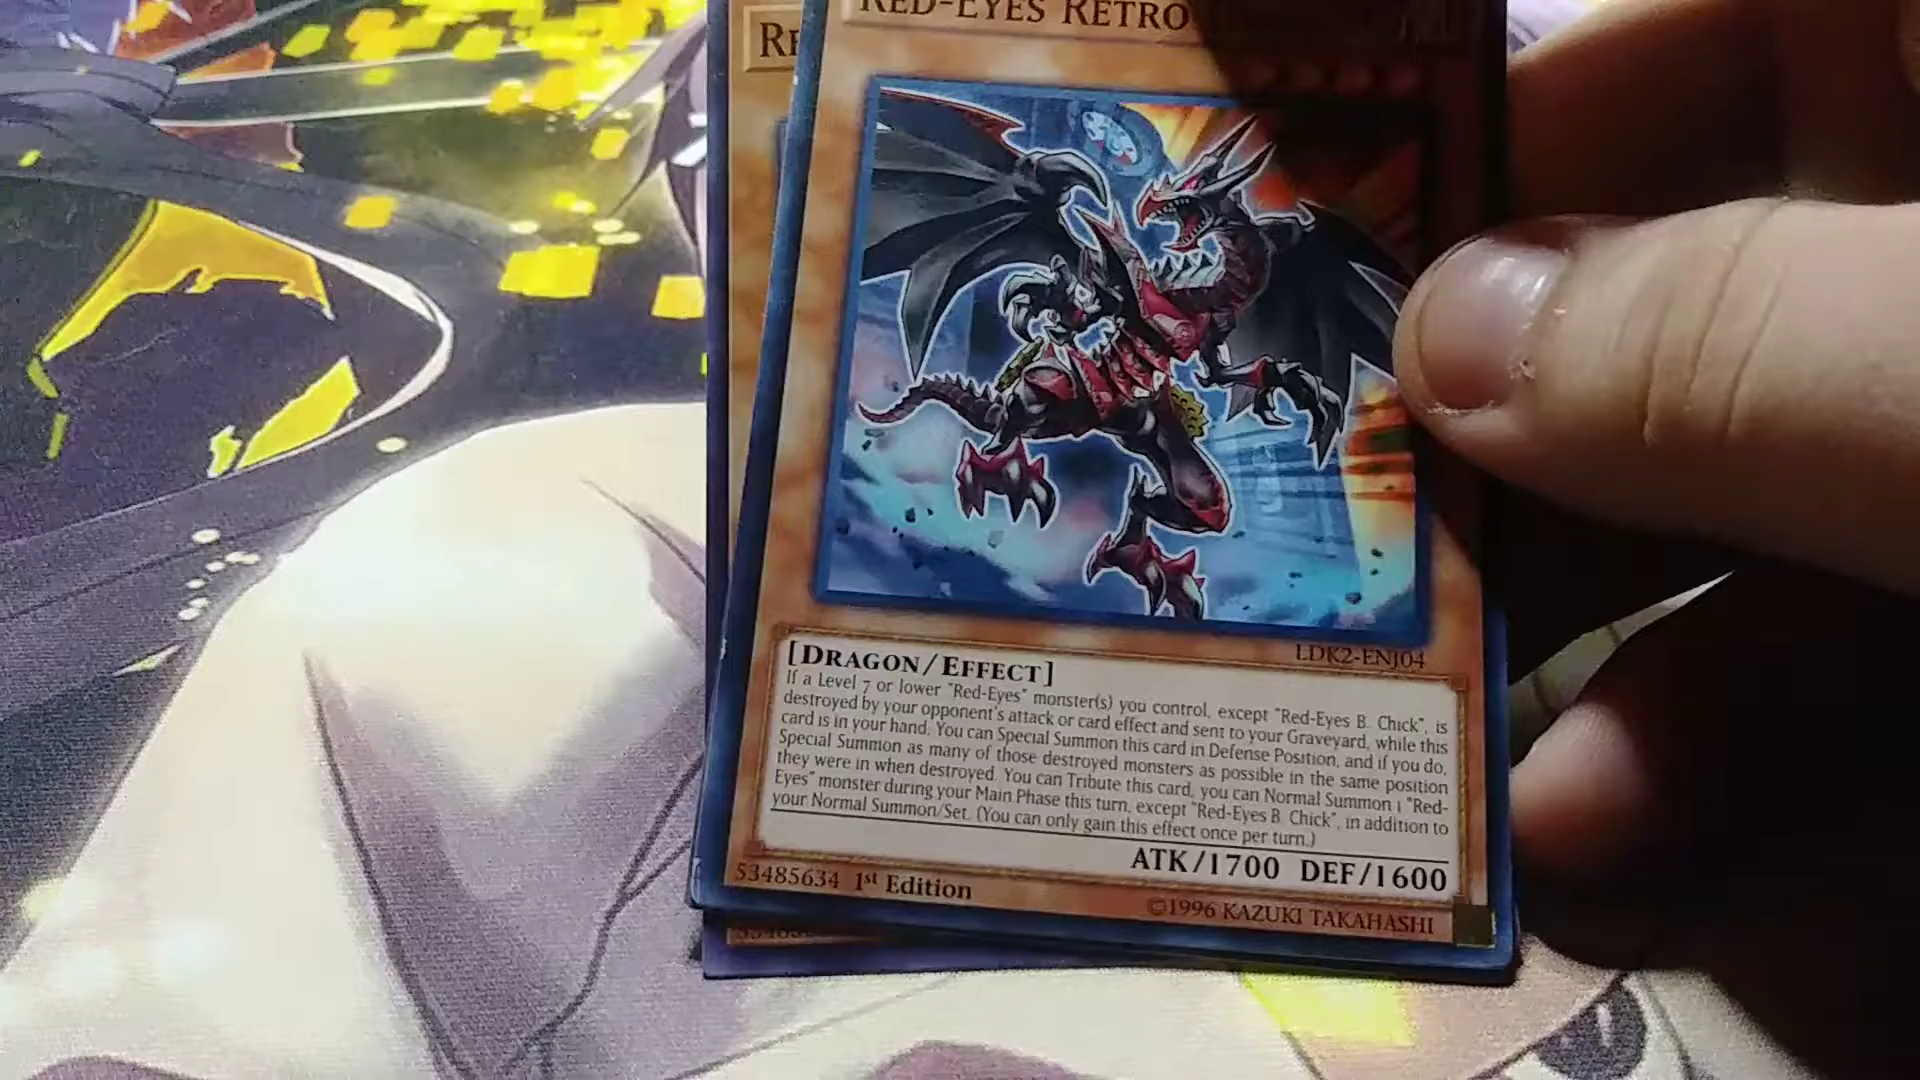 RED-EYES RETRO
RE
LDK2-ENJ04
[DRAGON/EFFECT]
If a Level 7 or lower "Red-Eyes" monster(s) you control, except "Red-Eyes B. Chick", is
destroyed by your opponent's attack or card effect and sent to your Graveyard, while this
card is in your hand, You can Special Summon this card in Defense Position, and if you do,
Special Summon as many of those destroyed monsters as possible in the same position
they were in when destroyed. You can Tribute this card, you can Normal Summon 1 "Red-
Eyes" monster during your Main Phase this turn, except "Red-Eyes B. Chick", in addition to
your Normal Summon/Set. (You can only gain this effect once per turn.)
ATK/1700 DEF/1600
53485634 1st Edition
©1996 KAZUKI TAKAHASHI